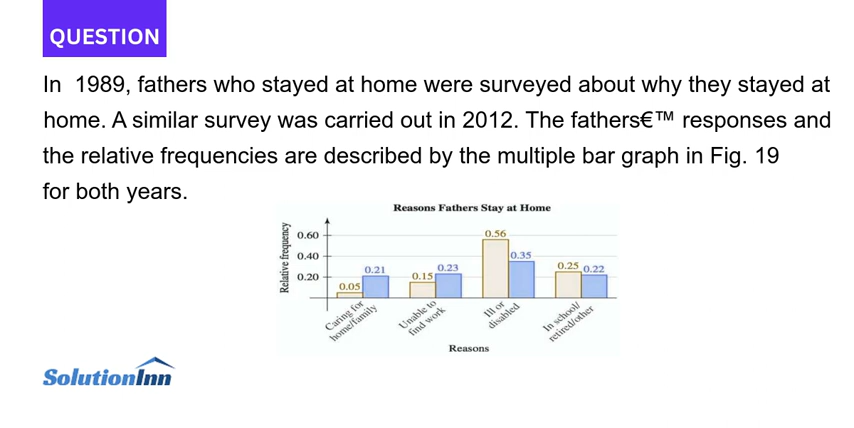 QUESTION
In 1989, fathers who stayed at home were surveyed about why they stayed at
home. A similar survey was carried out in 2012. The fathers€™ responses and
the relative frequencies are described by the multiple bar graph in Fig. 19
for both years.
Reasons Fathers Stay at Home
Relative frequency
0.60
0.40
0.20
0.05
0.21
0.15
0.23
0.56
0.35
0.25
0.22
Caring for
home/family
Unable to
find work
Ill or
disabled
In school/
retired/other
Reasons
SolutionInn